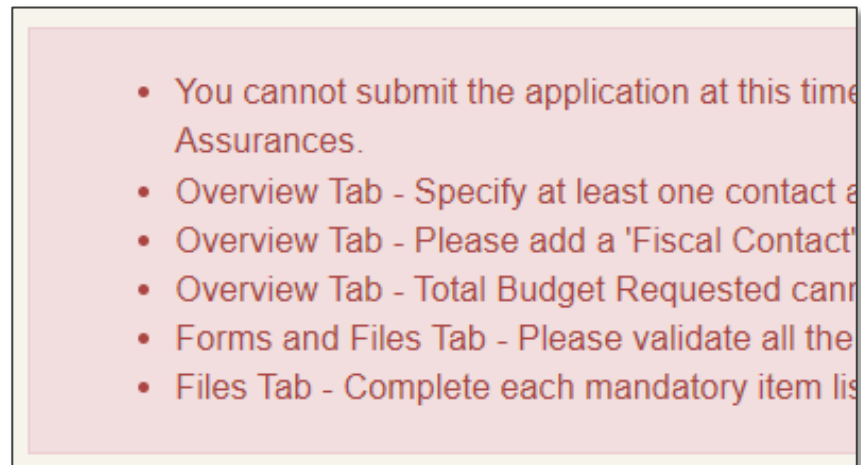 • You cannot submit the application at this time
Assurances.
• Overview Tab - Specify at least one contact
• Overview Tab - Please add a 'Fiscal Contact'
• Overview Tab - Total Budget Requested
• Forms and Files Tab - Please validate all the
• Files Tab - Complete each mandatory item